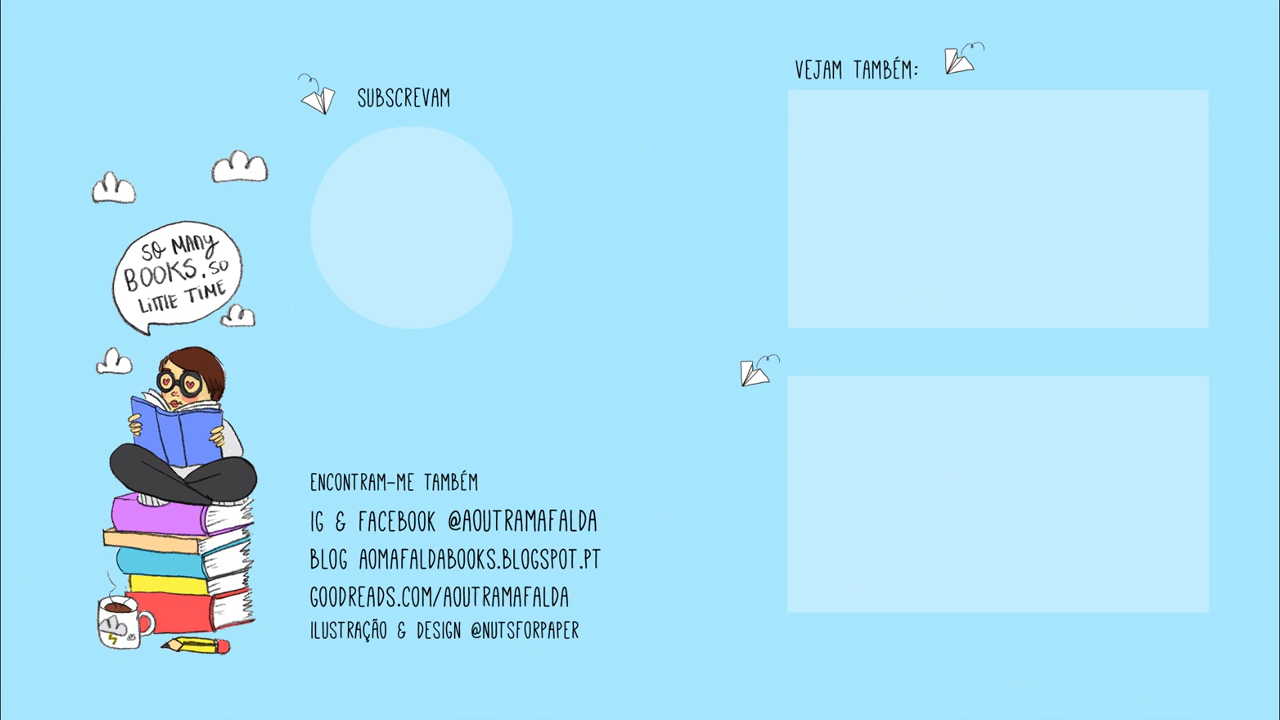 SUBSCREVAM
VEJAM TAMBÉM:
SO MANY
BOOKS, SO
LITTLE TIME
ENCONTRAM-ME TAMBÉM
IG & FACEBOOK @AOUTRAMAFALDA
BLOG AOMAFALDABOOKS.BLOGSPOT.PT
GOODREADS.COM/AOUTRAMAFALDA
ILUSTRAÇÃO & DESIGN @NUTSFORPAPER